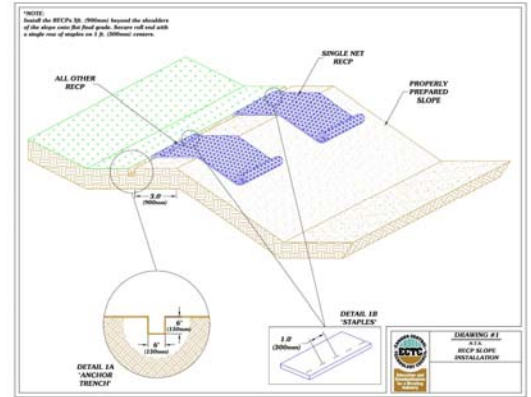 *NOTE:
Install the RECPs 3ft. (900mm) beyond the shoulders
of the slope onto flat final grade. Secure roll end with
a single row of staples on 1 ft. (300mm) centers.
SINGLE NET
RECP
ALL OTHER
RECP
PROPERLY
PREPARED
SLOPE
3.0'
(900mm)
6"
(150mm)
6"
(150mm)
DETAIL 1A
'ANCHOR
TRENCH'
DETAIL 1B
'STAPLES'
1.0'
(300mm)
ECTC
DRAWING #1
N.T.S.
RECP SLOPE
INSTALLATION